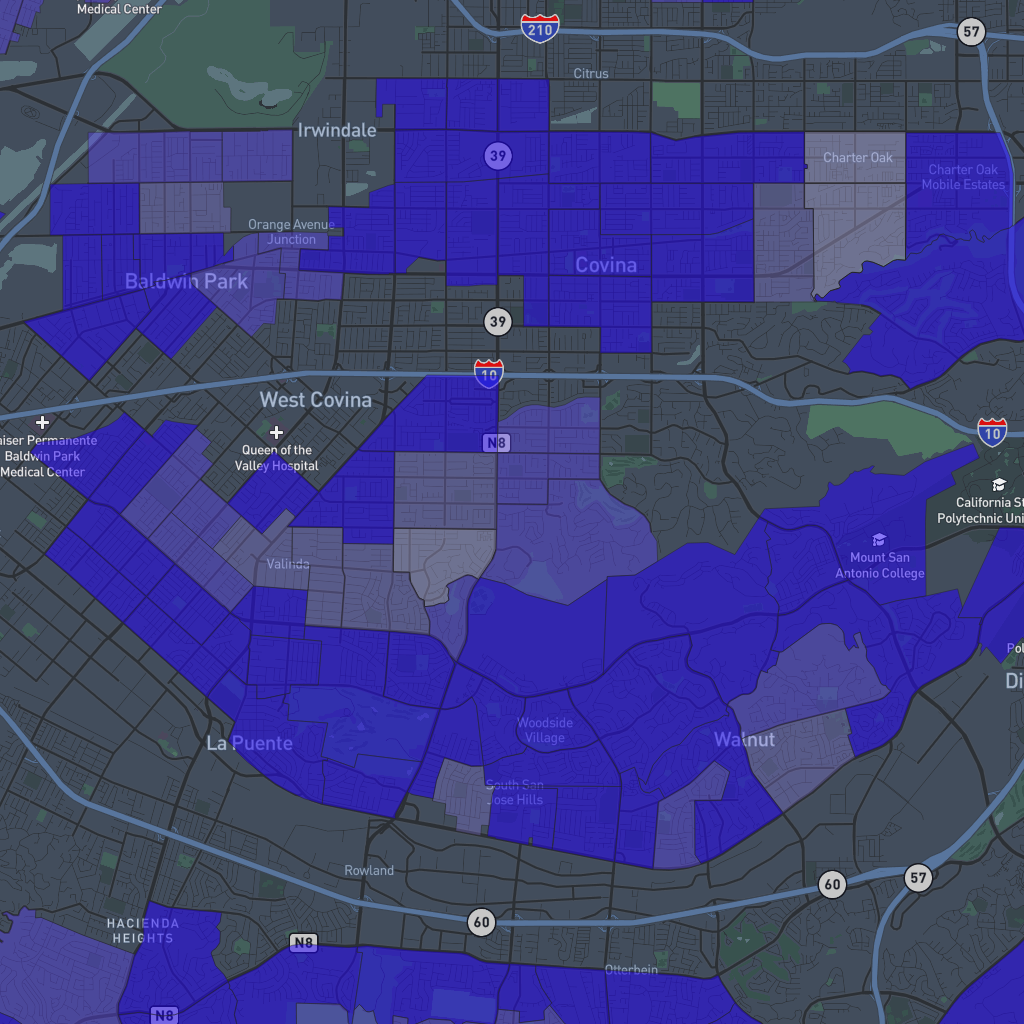 Medical Center
210
57
Citrus
Irwindale
39
Charter Oak
Charter Oak
Mobile Estates
Orange Avenue
Junction
Covina
Baldwin Park
39
10
West Covina
Kaiser Permanente
Baldwin Park
Medical Center
Queen of the
Valley Hospital
N8
10
California St
Polytechnic Uni
Mount San
Antonio College
Valinda
Pol
Di
Woodside
Village
La Puente
Walnut
South San
Jose Hills
Rowland
60
57
60
HACIENDA
HEIGHTS
N8
Otterbein
N8